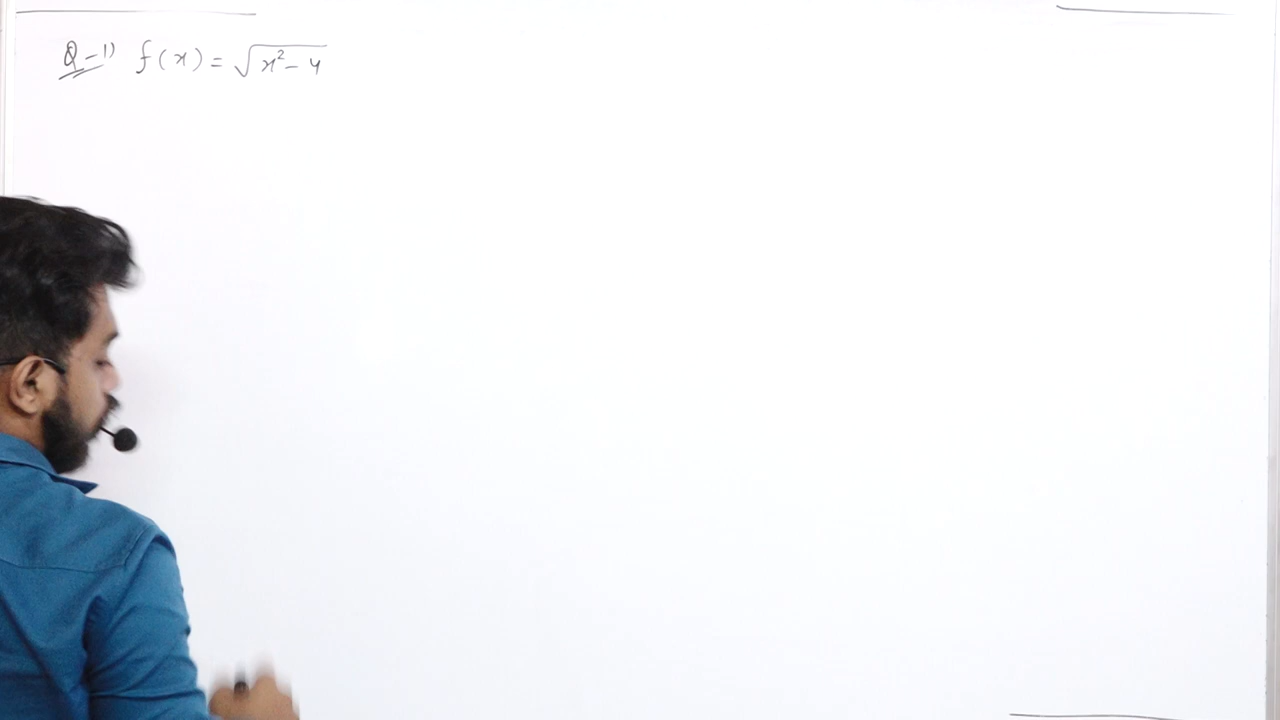 Q-1) f(x) = √(x² - 4)